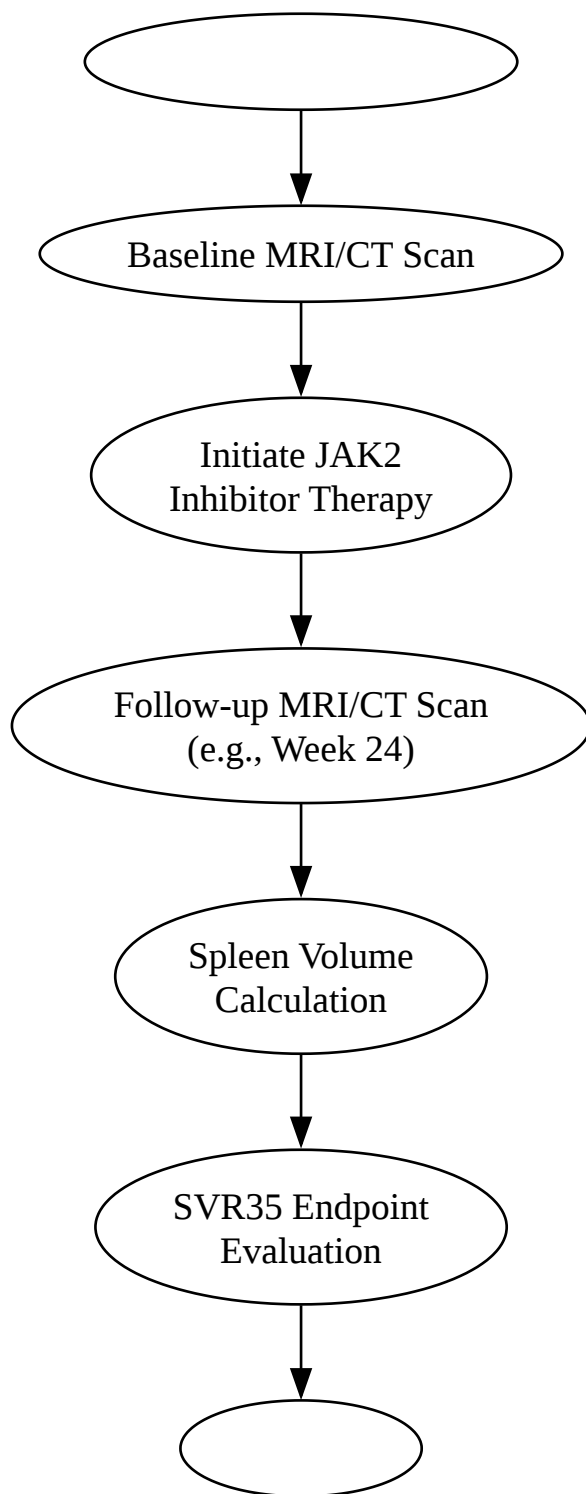 Baseline MRI/CT Scan
Initiate JAK2
Inhibitor Therapy
Follow-up MRI/CT Scan
(e.g., Week 24)
Spleen Volume
Calculation
SVR35 Endpoint
Evaluation